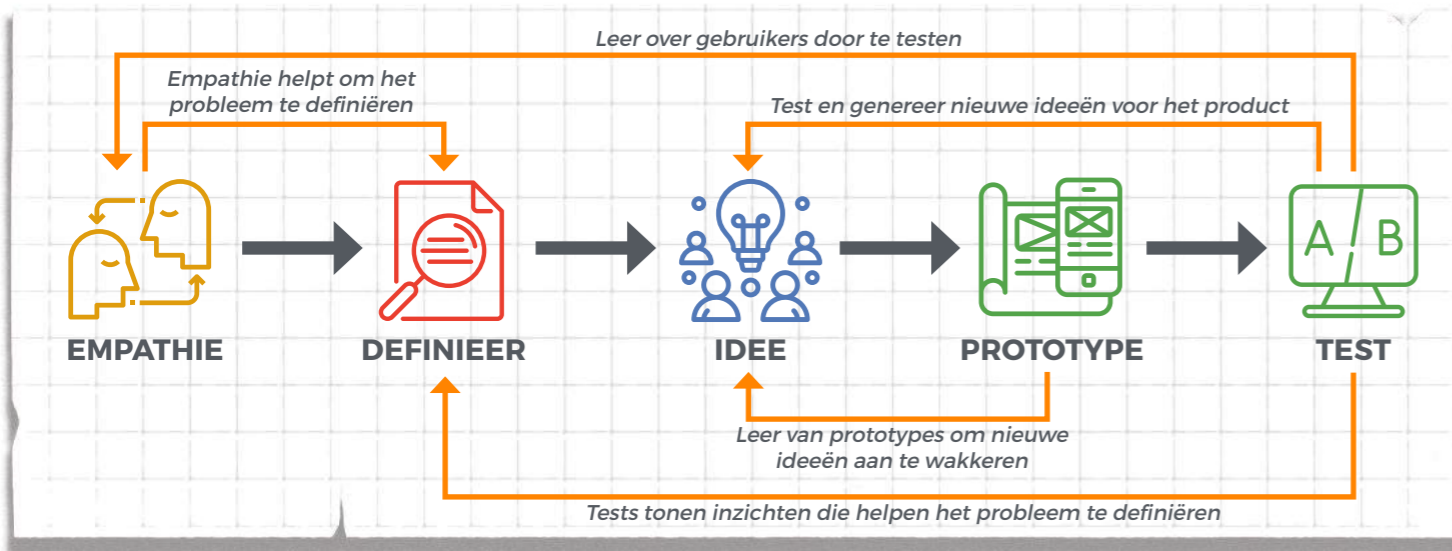 Leer over gebruikers door te testen
Empathie helpt om het
probleem te definiëren
Test en genereer nieuwe ideeën voor het product
A B
EMPATHIE
DEFINIEER
IDEE
PROTOTYPE
TEST
Leer van prototypes om nieuwe
ideeën aan te wakkeren
Tests tonen inzichten die helpen het probleem te definiëren